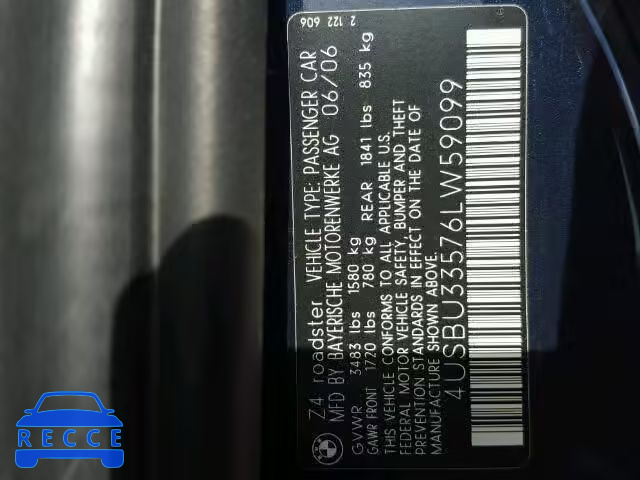 2 122 606
Z4 roadster VEHICLE TYPE: PASSENGER CAR
MFD BY BAYERISCHE MOTORENWERKE AG 06/06
GVWR 3483 lbs 1580 kg
GAWR FRONT 1720 lbs 780 kg REAR 1841 lbs 835 kg
THIS VEHICLE CONFORMS TO ALL APPLICABLE U.S.
FEDERAL MOTOR VEHICLE SAFETY, BUMPER AND THEFT
PREVENTION STANDARDS IN EFFECT ON THE DATE OF
MANUFACTURE SHOWN ABOVE.
4USBU33576LW59099
RECCE